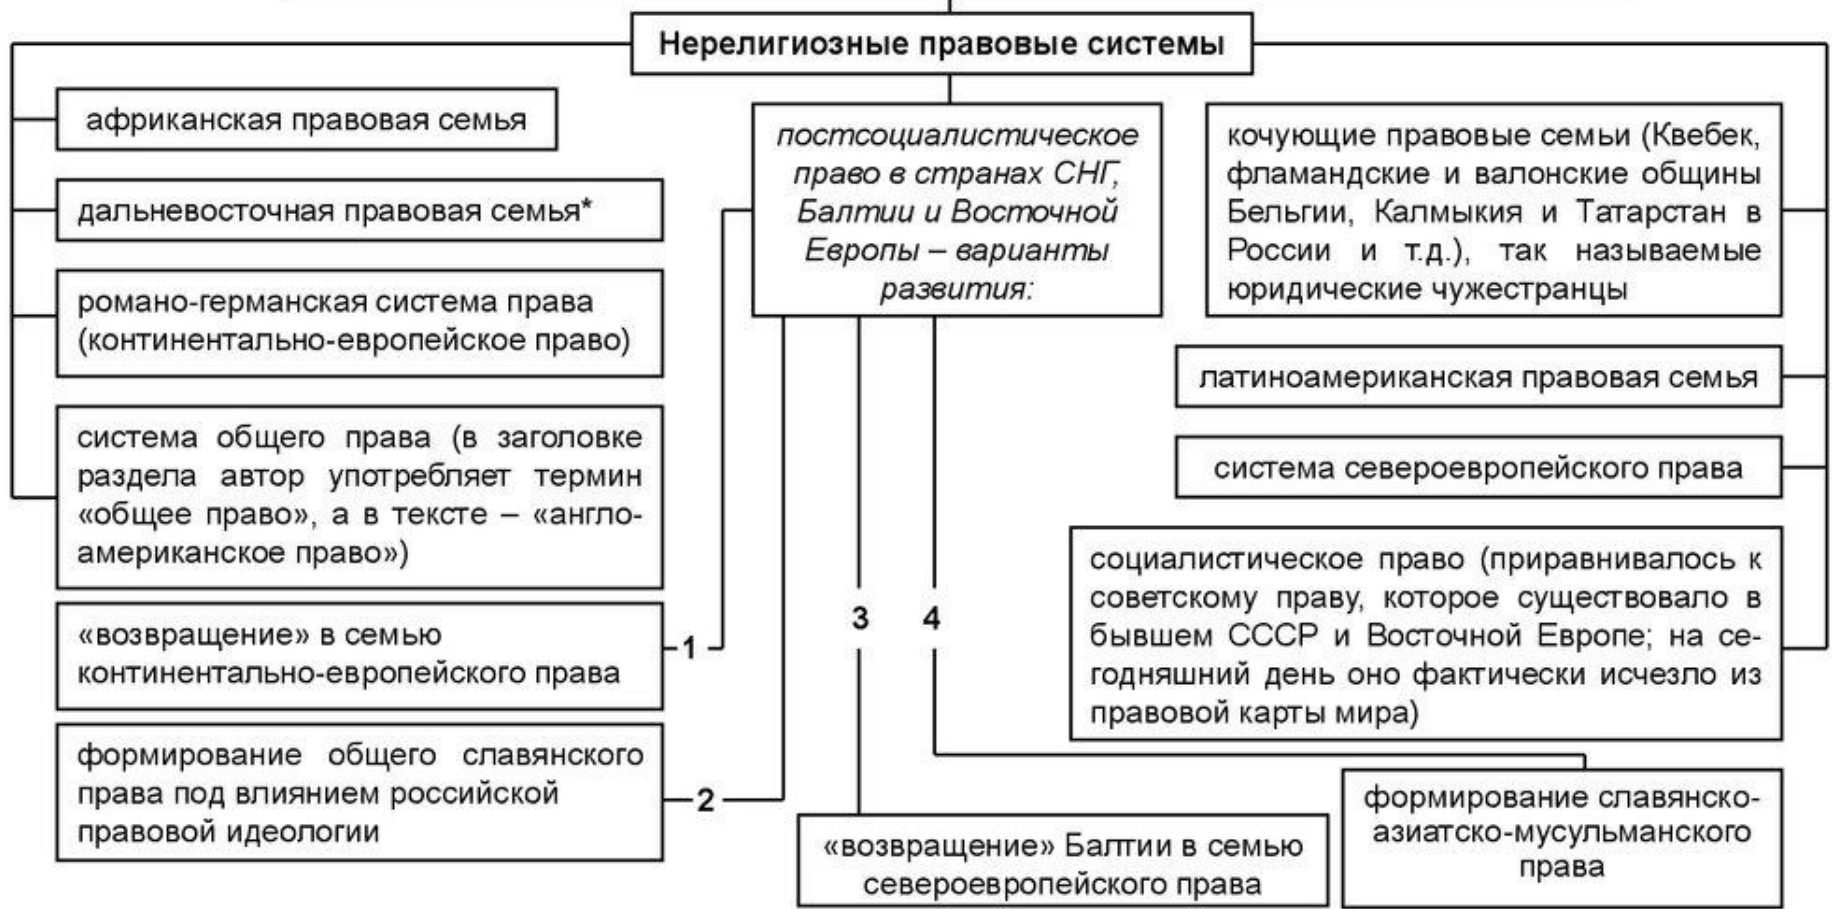 Нерелигиозные правовые системы
африканская правовая семья
дальневосточная правовая семья*
романо-германская система права
(континентально-европейское право)
система общего права (в заголовке
раздела автор употребляет термин
«общее право», а в тексте – «англо-
американское право»)
«возвращение» в семью
континентально-европейского права
формирование общего славянского
права под влиянием российской
правовой идеологии
постсоциалистическое
право в странах СНГ,
Балтии и Восточной
Европы – варианты
развития:
1
2
3
4
«возвращение» Балтии в семью
североевропейского права
кочующие правовые семьи (Квебек,
фламандские и валонские общины
Бельгии, Калмыкия и Татарстан в
России и т.д.), так называемые
юридические чужестранцы
латиноамериканская правовая семья
система североевропейского права
социалистическое право (приравнивалось к
советскому праву, которое существовало в
бывшем СССР и Восточной Европе; на се-
годняшний день оно фактически исчезло из
правовой карты мира)
формирование славянско-
азиатско-мусульманского
права